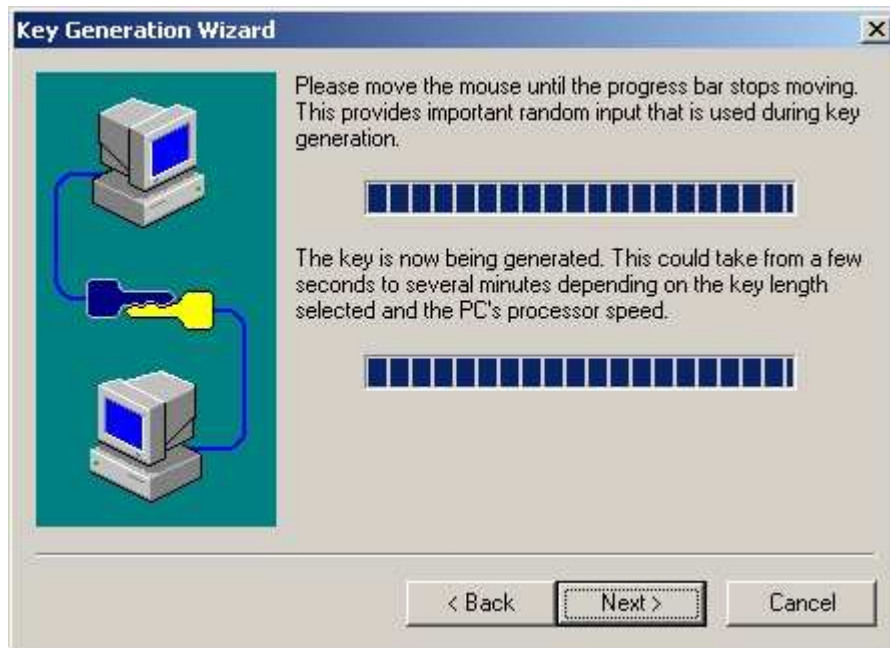 Key Generation Wizard
Please move the mouse until the progress bar stops moving.
This provides important random input that is used during key
generation.
The key is now being generated. This could take from a few
seconds to several minutes depending on the key length
selected and the PC's processor speed.
< Back
Next >
Cancel